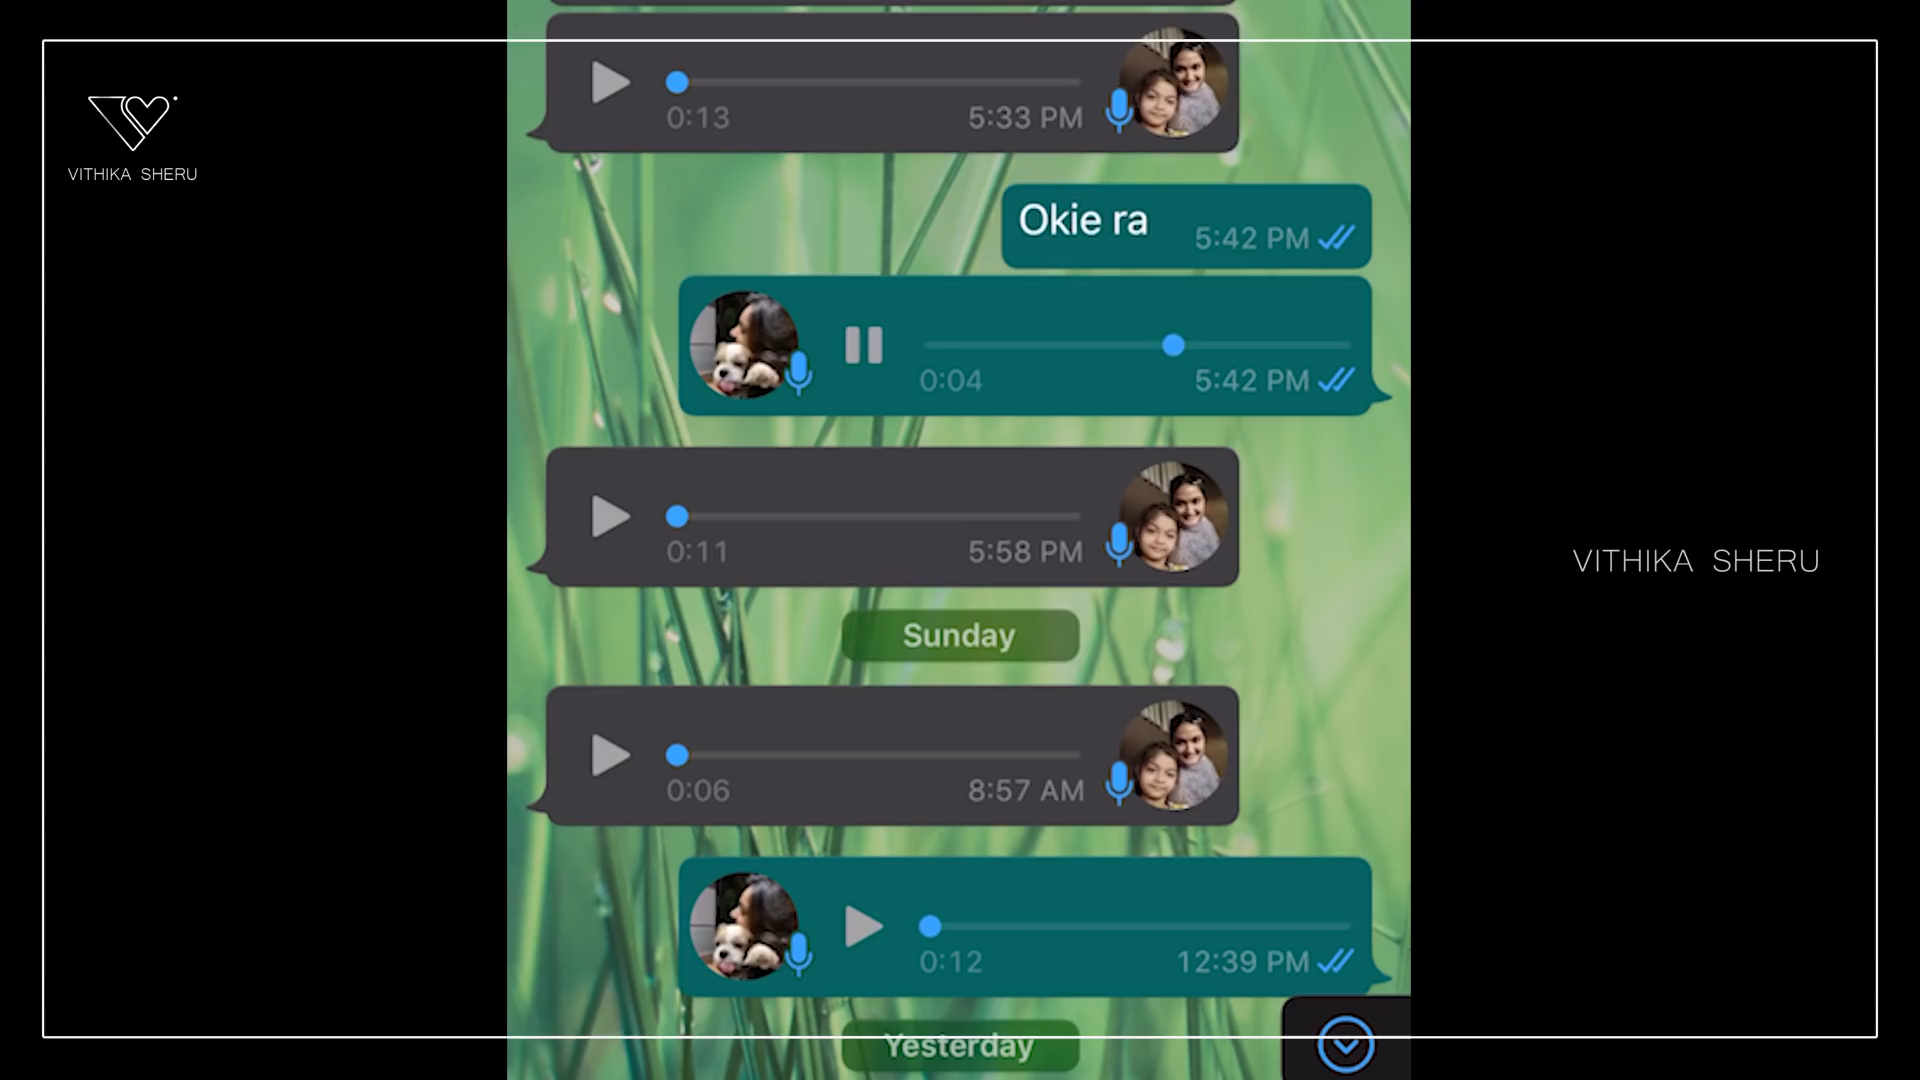 VITHIKA SHERU
0:13 5:33 PM
Okie ra 5:42 PM
0:04 5:42 PM
0:11 5:58 PM
VITHIKA SHERU
Sunday
0:06 8:57 AM
0:12 12:39 PM
Yesterday